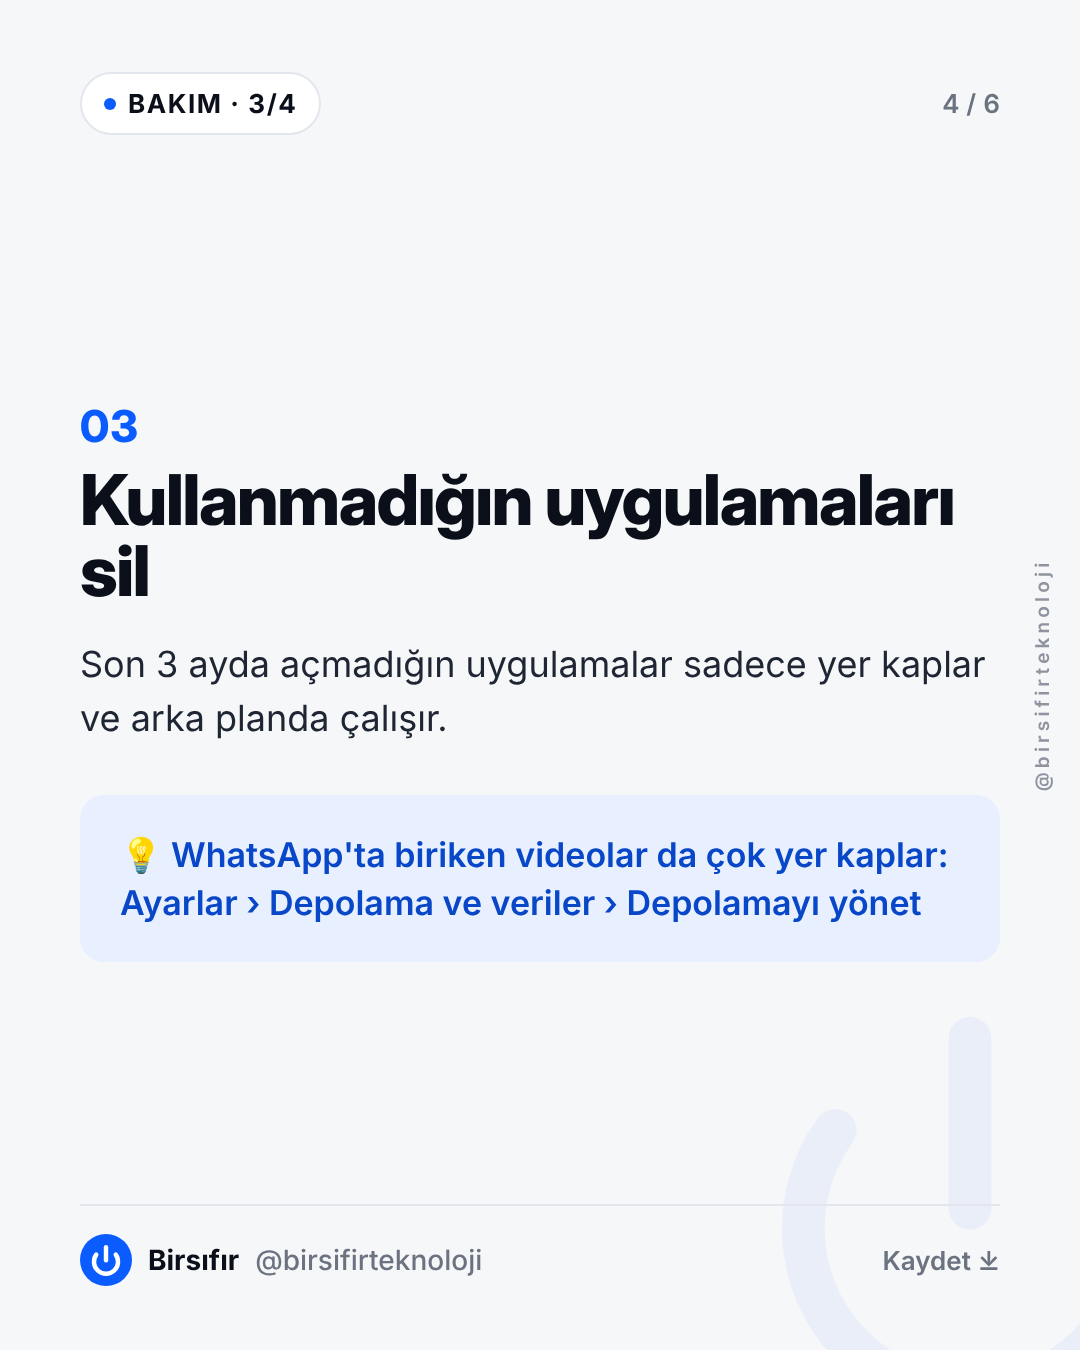 BAKIM · 3/4
4 / 6
03
Kullanmadığın uygulamaları
sil
Son 3 ayda açmadığın uygulamalar sadece yer kaplar
ve arka planda çalışır.
@birsifirteknoloji
💡 WhatsApp'ta biriken videolar da çok yer kaplar:
Ayarlar › Depolama ve veriler › Depolamayı yönet
Birsıfır @birsifirteknoloji
Kaydet